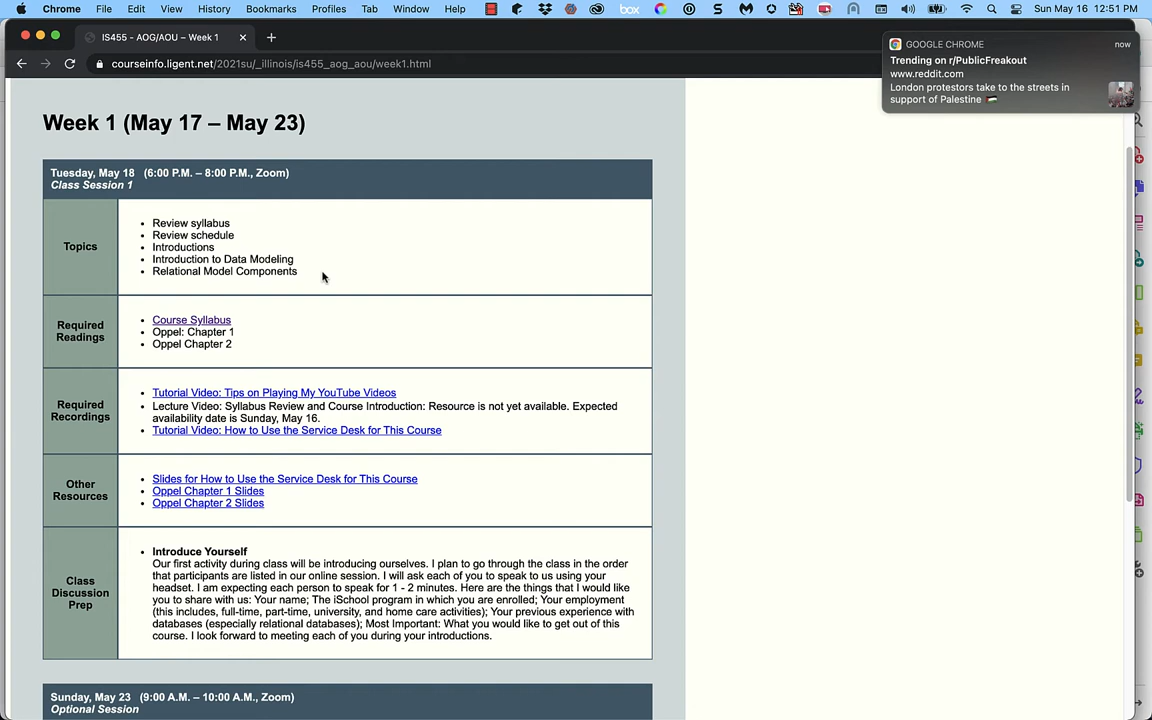 Chrome File Edit View History Bookmarks Profiles Tab Window Help box Sun May 16 12:51 PM
IS455 - AOG/AOU – Week 1
courseinfo.ligent.net/2021su/_illinois/is455_aog_aou/week1.html
GOOGLE CHROME now
Trending on r/PublicFreakout
www.reddit.com
London protestors take to the streets in
support of Palestine 🇵🇸
Week 1 (May 17 – May 23)
Tuesday, May 18 (6:00 P.M. – 8:00 P.M., Zoom)
Class Session 1
Topics
• Review syllabus
• Review schedule
• Introductions
• Introduction to Data Modeling
• Relational Model Components
Required
Readings
• Course Syllabus
• Oppel: Chapter 1
• Oppel Chapter 2
Required
Recordings
• Tutorial Video: Tips on Playing My YouTube Videos
• Lecture Video: Syllabus Review and Course Introduction: Resource is not yet available. Expected
availability date is Sunday, May 16.
• Tutorial Video: How to Use the Service Desk for This Course
Other
Resources
• Slides for How to Use the Service Desk for This Course
• Oppel Chapter 1 Slides
• Oppel Chapter 2 Slides
Class
Discussion
Prep
• Introduce Yourself
Our first activity during class will be introducing ourselves. I plan to go through the class in the order
that participants are listed in our online session. I will ask each of you to speak to us using your
headset. I am expecting each person to speak for 1 - 2 minutes. Here are the things that I would like
you to share with us: Your name; The iSchool program in which you are enrolled; Your employment
(this includes, full-time, part-time, university, and home care activities); Your previous experience with
databases (especially relational databases); Most Important: What you would like to get out of this
course. I look forward to meeting each of you during your introductions.
Sunday, May 23 (9:00 A.M. – 10:00 A.M., Zoom)
Optional Session